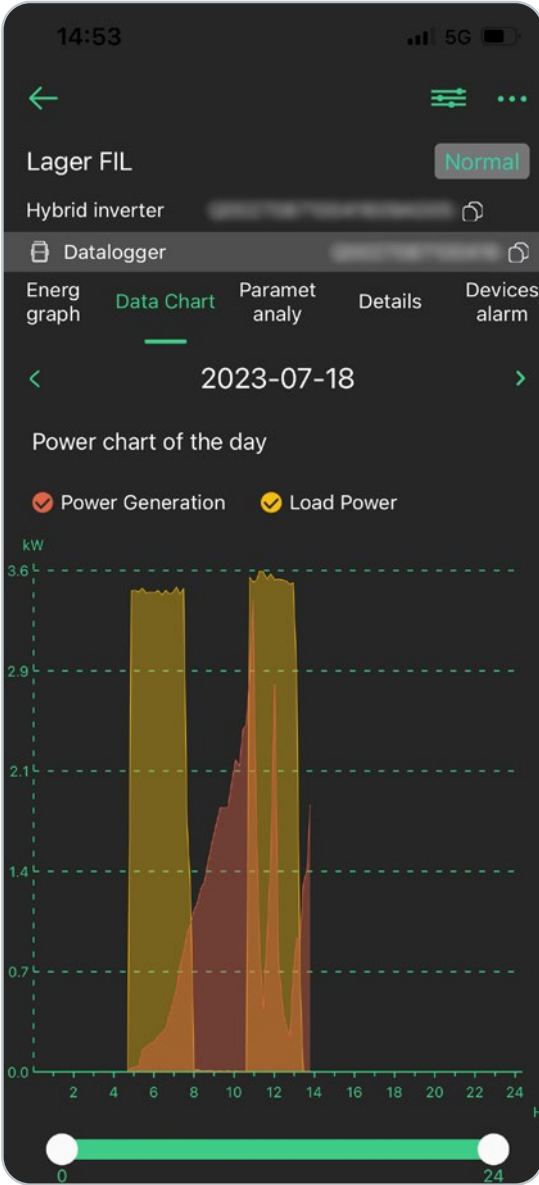 14:53 5G
Lager FIL Normal
Hybrid inverter
Datalogger
Energ graph Data Chart Paramet analy Details Devices alarm
2023-07-18
Power chart of the day
Power Generation Load Power
kW
3.6
2.9
2.1
1.4
0.7
0.0
2 4 6 8 10 12 14 16 18 20 22 24
H
0 24